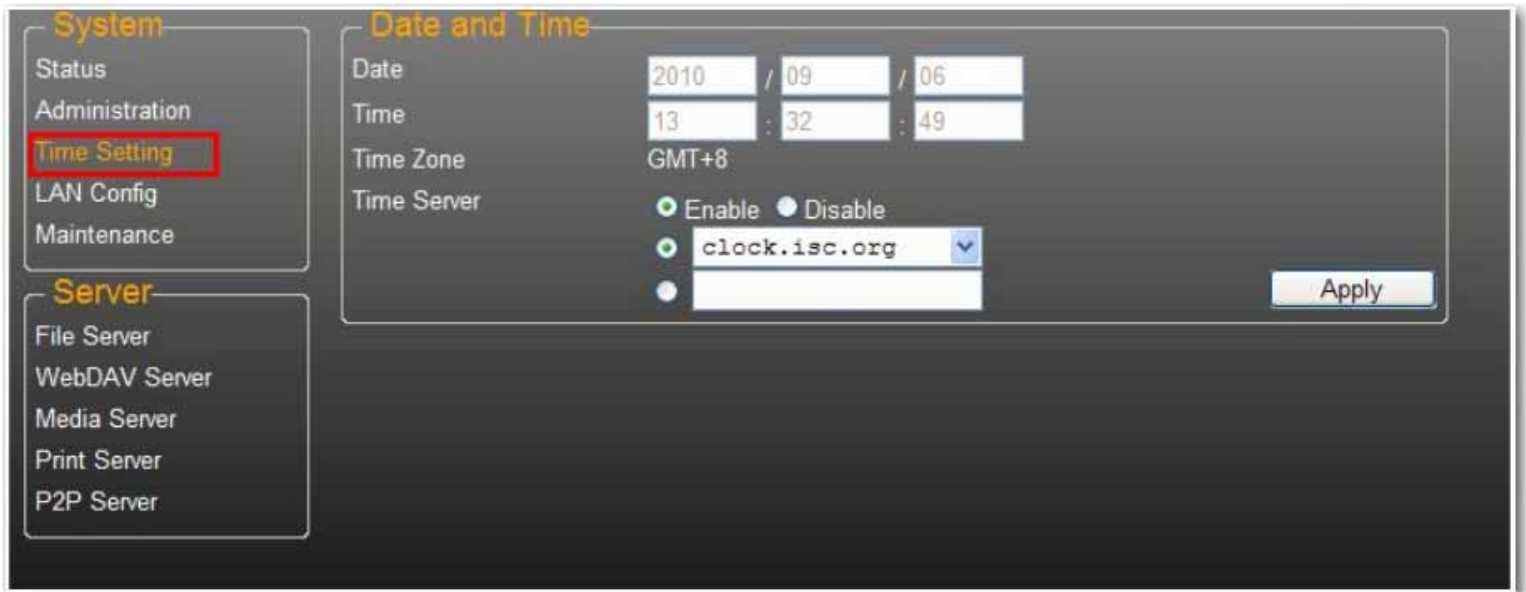 System
Status
Administration
Time Setting
LAN Config
Maintenance
Server
File Server
WebDAV Server
Media Server
Print Server
P2P Server
Date and Time
Date 2010 / 09 / 06
Time 13 : 32 : 49
Time Zone GMT+8
Time Server Enable Disable
clock.isc.org
Apply